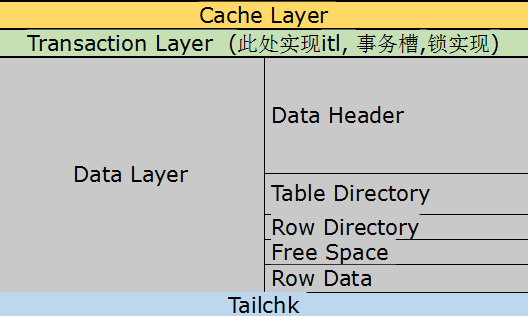 Cache Layer
Transaction Layer (此处实现itl, 事务槽,锁实现)
Data Layer
Data Header
Table Directory
Row Directory
Free Space
Row Data
Tailchk